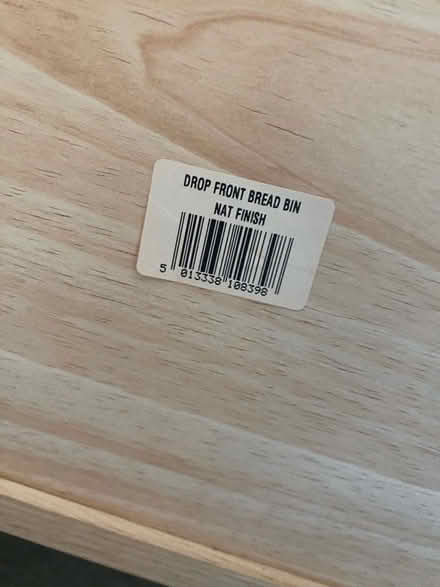 DROP FRONT BREAD BIN
NAT FINISH
5 013338 108398